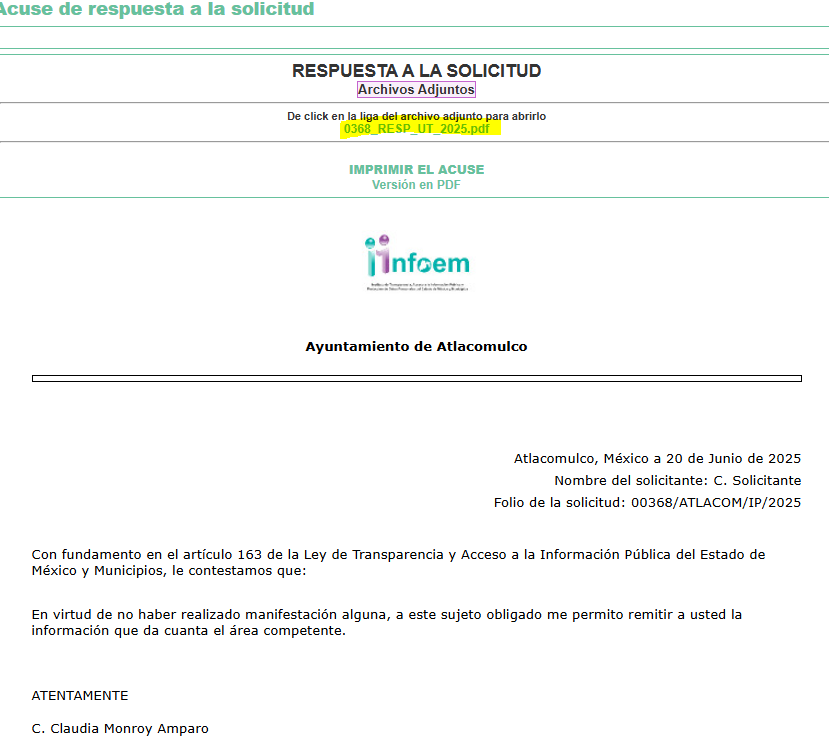 Acuse de respuesta a la solicitud
RESPUESTA A LA SOLICITUD
Archivos Adjuntos
De click en la liga del archivo adjunto para abrirlo
0368_RESP_UT_2025.pdf
IMPRIMIR EL ACUSE
Versión en PDF
infoem
Ayuntamiento de Atlacomulco
Atlacomulco, México a 20 de Junio de 2025
Nombre del solicitante: C. Solicitante
Folio de la solicitud: 00368/ATLACOM/IP/2025
Con fundamento en el artículo 163 de la Ley de Transparencia y Acceso a la Información Pública del Estado de
México y Municipios, le contestamos que:
En virtud de no haber realizado manifestación alguna, a este sujeto obligado me permito remitir a usted la
información que da cuanta el área competente.
ATENTAMENTE
C. Claudia Monroy Amparo